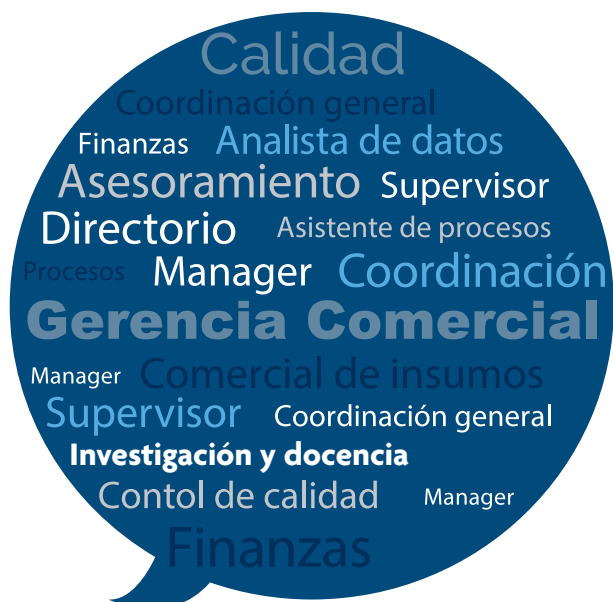 Calidad
Coordinación general
Finanzas Analista de datos
Asesoramiento Supervisor
Directorio Asistente de procesos
Procesos Manager Coordinación
Gerencia Comercial
Manager Comercial de insumos
Supervisor Coordinación general
Investigación y docencia
Contol de calidad Manager
Finanzas